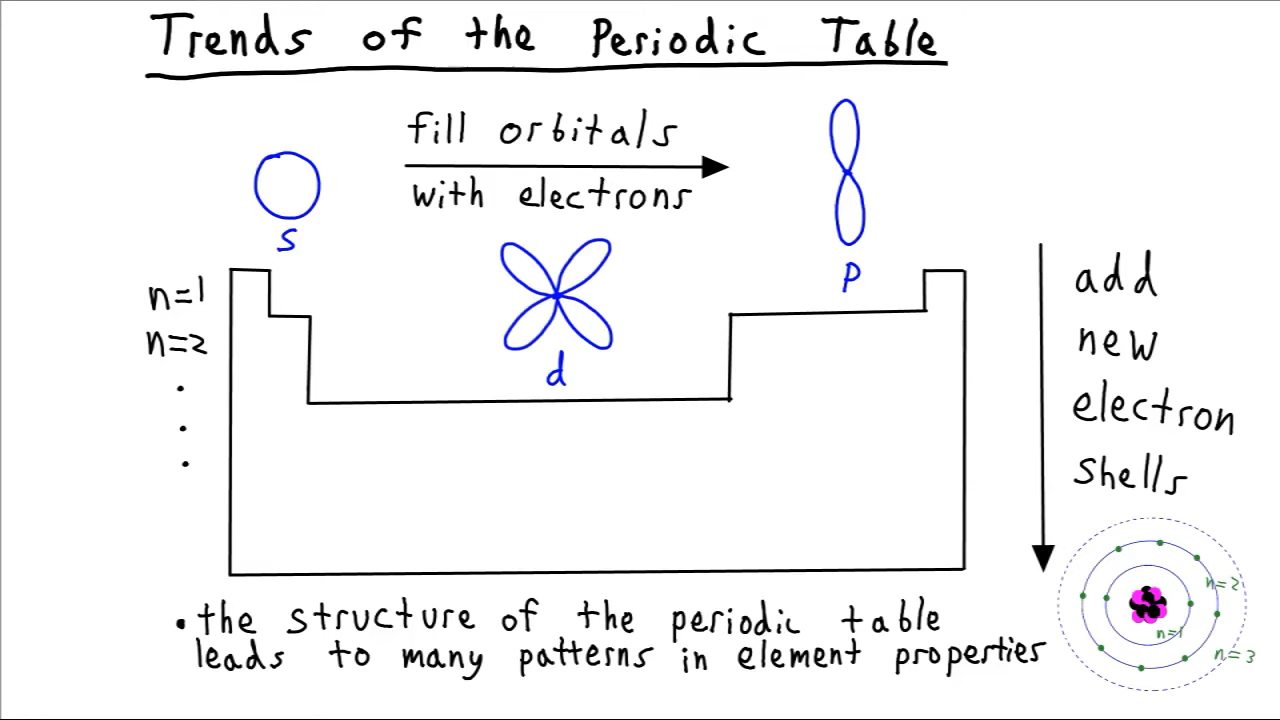 Trends of the Periodic Table
fill orbitals
with electrons
s
p
d
n=1
n=2
.
.
.
add
new
electron
shells
n=2
n=1
n=3
• the structure of the periodic table
leads to many patterns in element properties